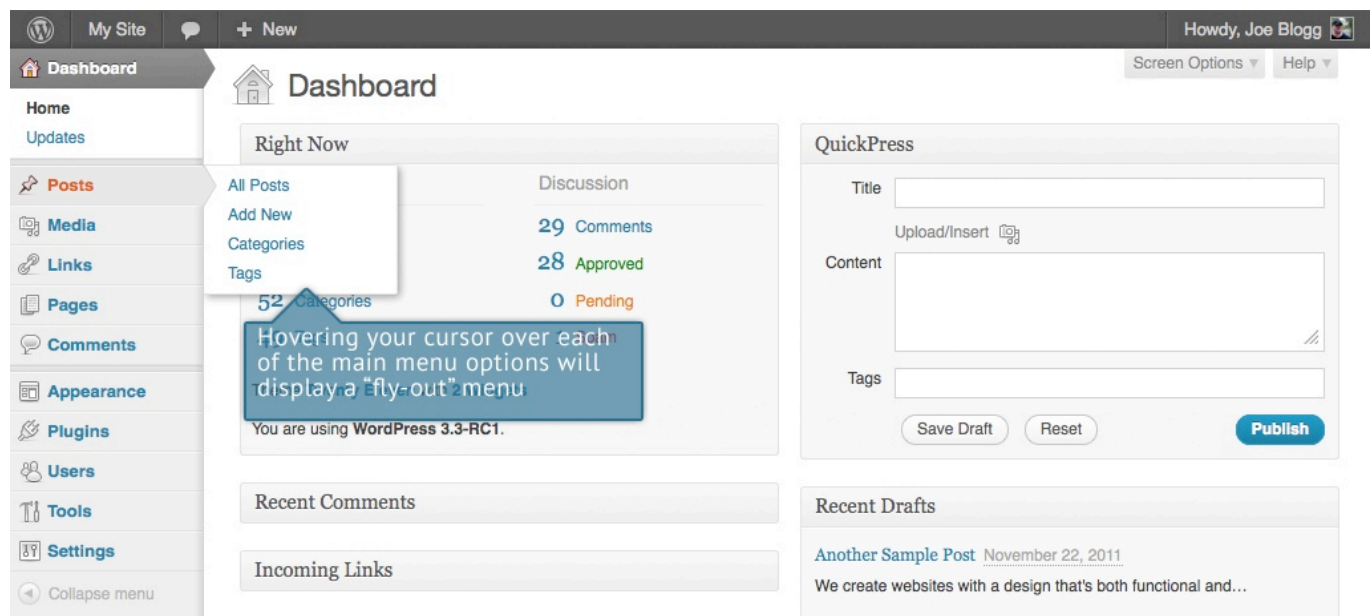 My Site
+ New
Howdy, Joe Blogg
Dashboard
Home
Updates
Posts
Media
Links
Pages
Comments
Appearance
Plugins
Users
Tools
Settings
Collapse menu
Dashboard
Screen Options
Help
Right Now
All Posts
Add New
Categories
Tags
Discussion
29 Comments
28 Approved
52 Categories
0 Pending
Hovering your cursor over each
of the main menu options will
display a “fly-out” menu
You are using WordPress 3.3-RC1.
Recent Comments
Incoming Links
QuickPress
Title
Upload/Insert
Content
Tags
Save Draft
Reset
Publish
Recent Drafts
Another Sample Post November 22, 2011
We create websites with a design that's both functional and…